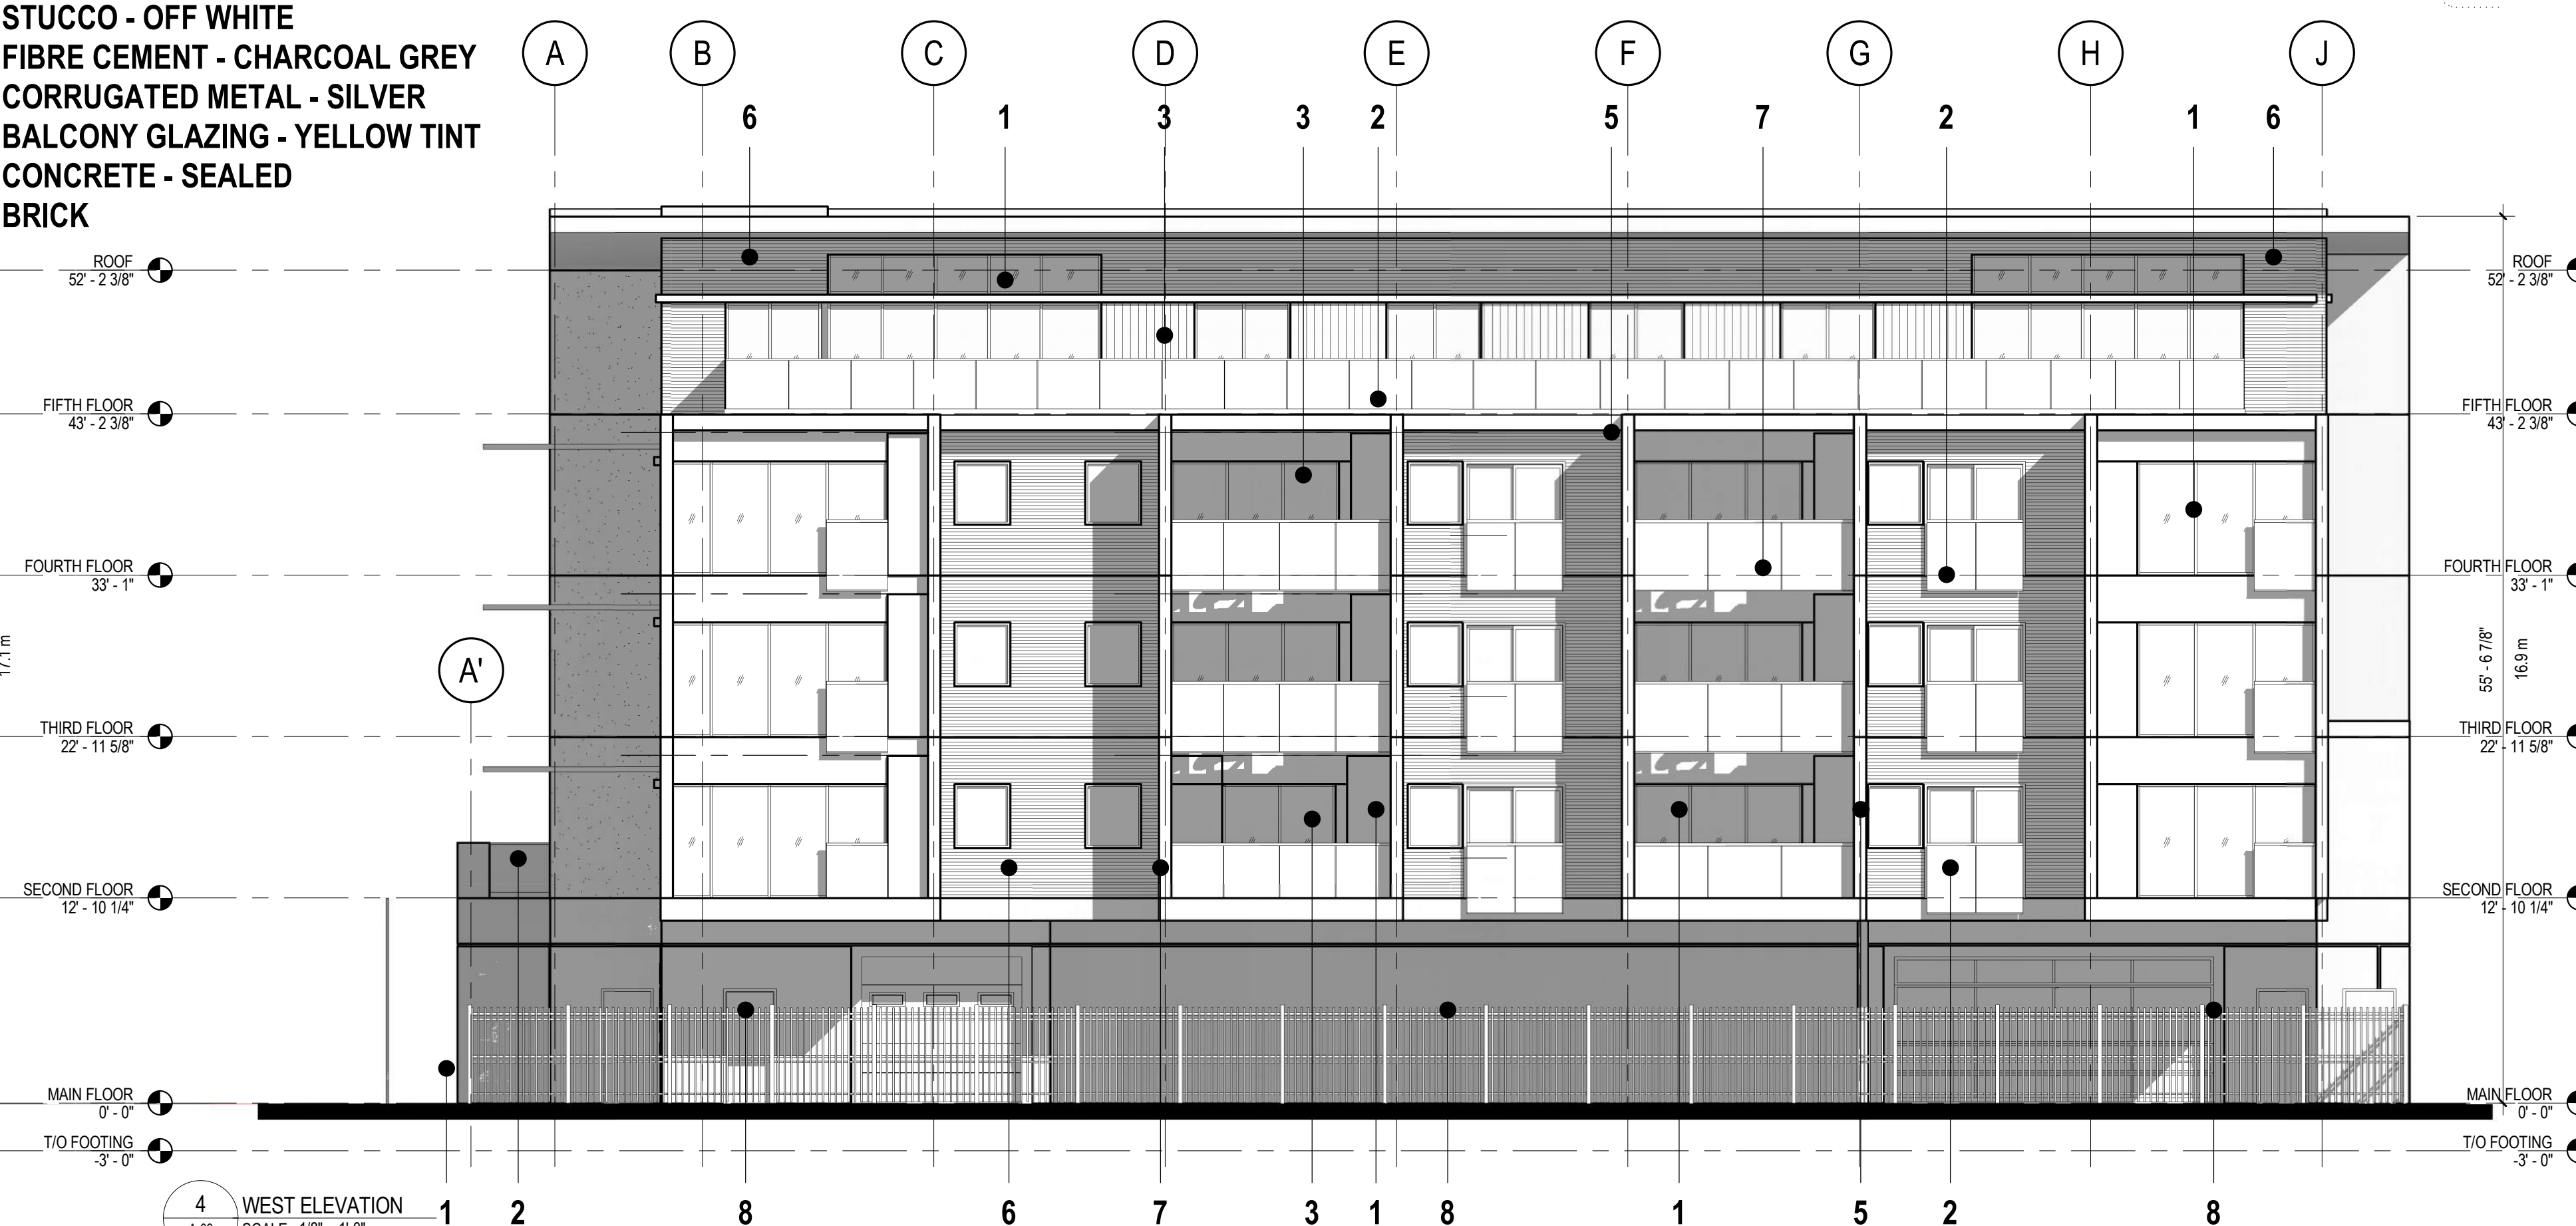 STUCCO - OFF WHITE
FIBRE CEMENT - CHARCOAL GREY
CORRUGATED METAL - SILVER
BALCONY GLAZING - YELLOW TINT
CONCRETE - SEALED
BRICK
A B C D E F G H J
6 1 3 3 2 5 7 2 1 6
ROOF
52' - 2 3/8"
ROOF
52' - 2 3/8"
FIFTH FLOOR
43' - 2 3/8"
FIFTH FLOOR
43' - 2 3/8"
FOURTH FLOOR
33' - 1"
FOURTH FLOOR
33' - 1"
17.1 m
A'
55' - 6 7/8"
16.9 m
THIRD FLOOR
22' - 11 5/8"
THIRD FLOOR
22' - 11 5/8"
SECOND FLOOR
12' - 10 1/4"
SECOND FLOOR
12' - 10 1/4"
MAIN FLOOR
0' - 0"
MAIN FLOOR
0' - 0"
T/O FOOTING
-3' - 0"
T/O FOOTING
-3' - 0"
4 WEST ELEVATION
1 2 8 6 7 3 1 8 1 5 2 8